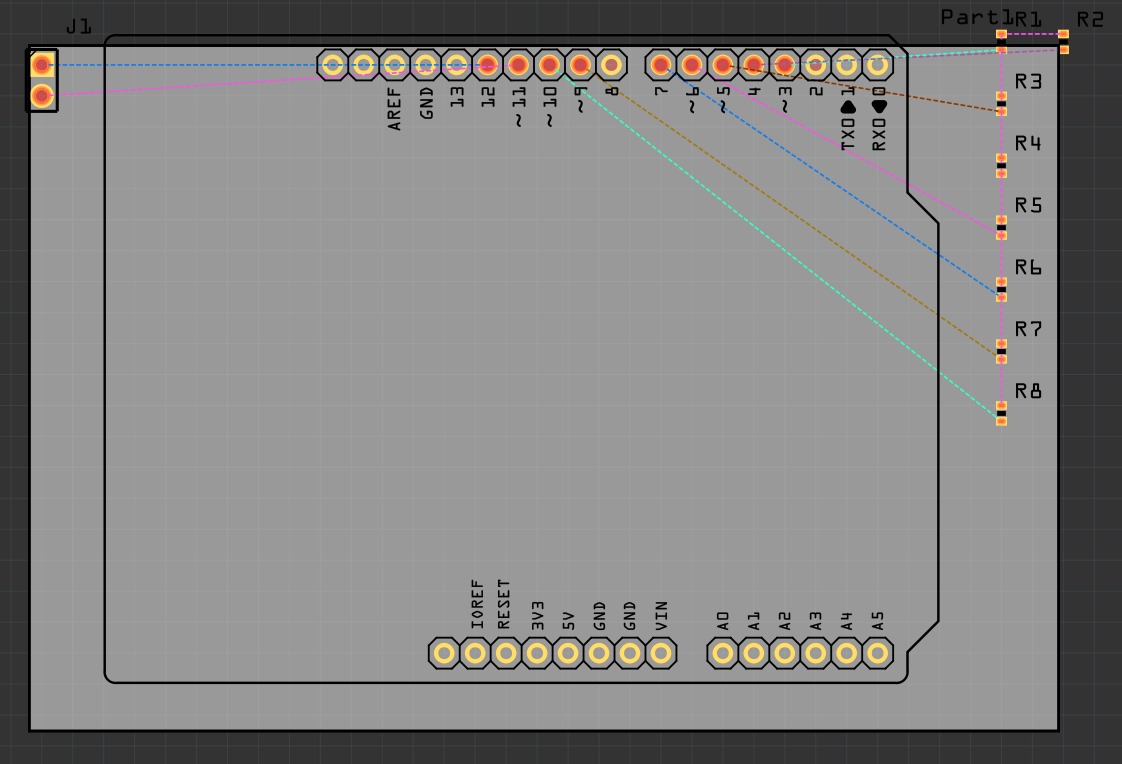 Part1
R1
R2
J1
R3
R4
R5
R6
R7
R8
AREF
GND
13
12
~11
~10
~9
8
7
~6
~5
4
~3
2
TX0 1
RX0 0
IOREF
RESET
3V3
5V
GND
GND
VIN
A0
A1
A2
A3
A4
A5